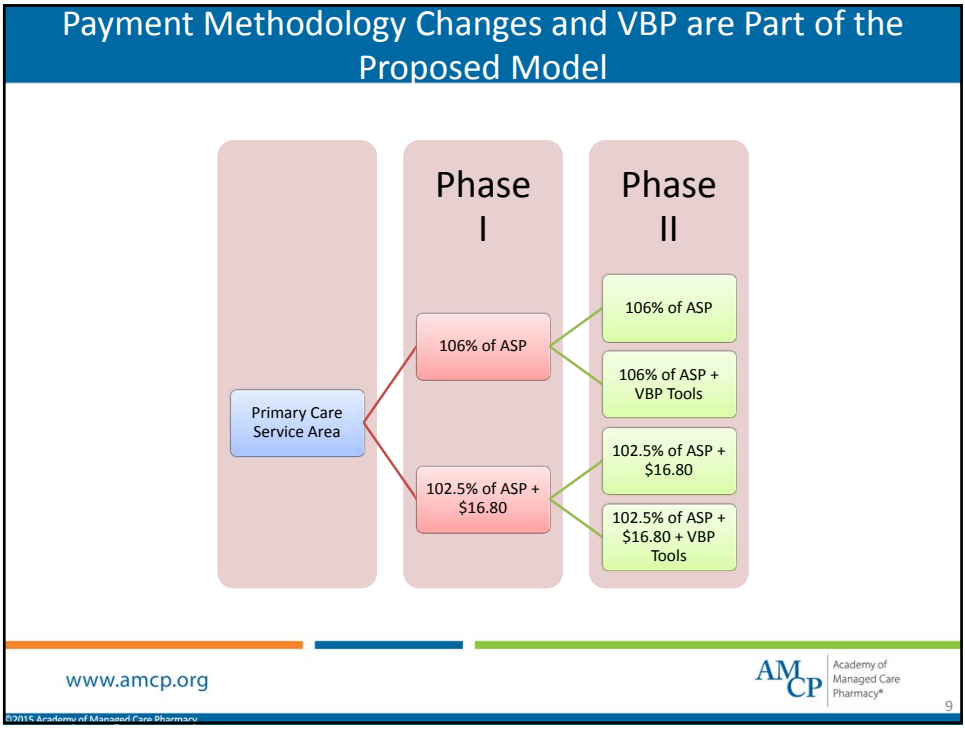 Payment Methodology Changes and VBP are Part of the
Proposed Model
Phase
I
Phase
II
Primary Care
Service Area
106% of ASP
102.5% of ASP +
$16.80
106% of ASP
106% of ASP +
VBP Tools
102.5% of ASP +
$16.80
102.5% of ASP +
$16.80 + VBP
Tools
www.amcp.org
AMCP
Academy of
Managed Care
Pharmacy®
9
©2015 Academy of Managed Care Pharmacy